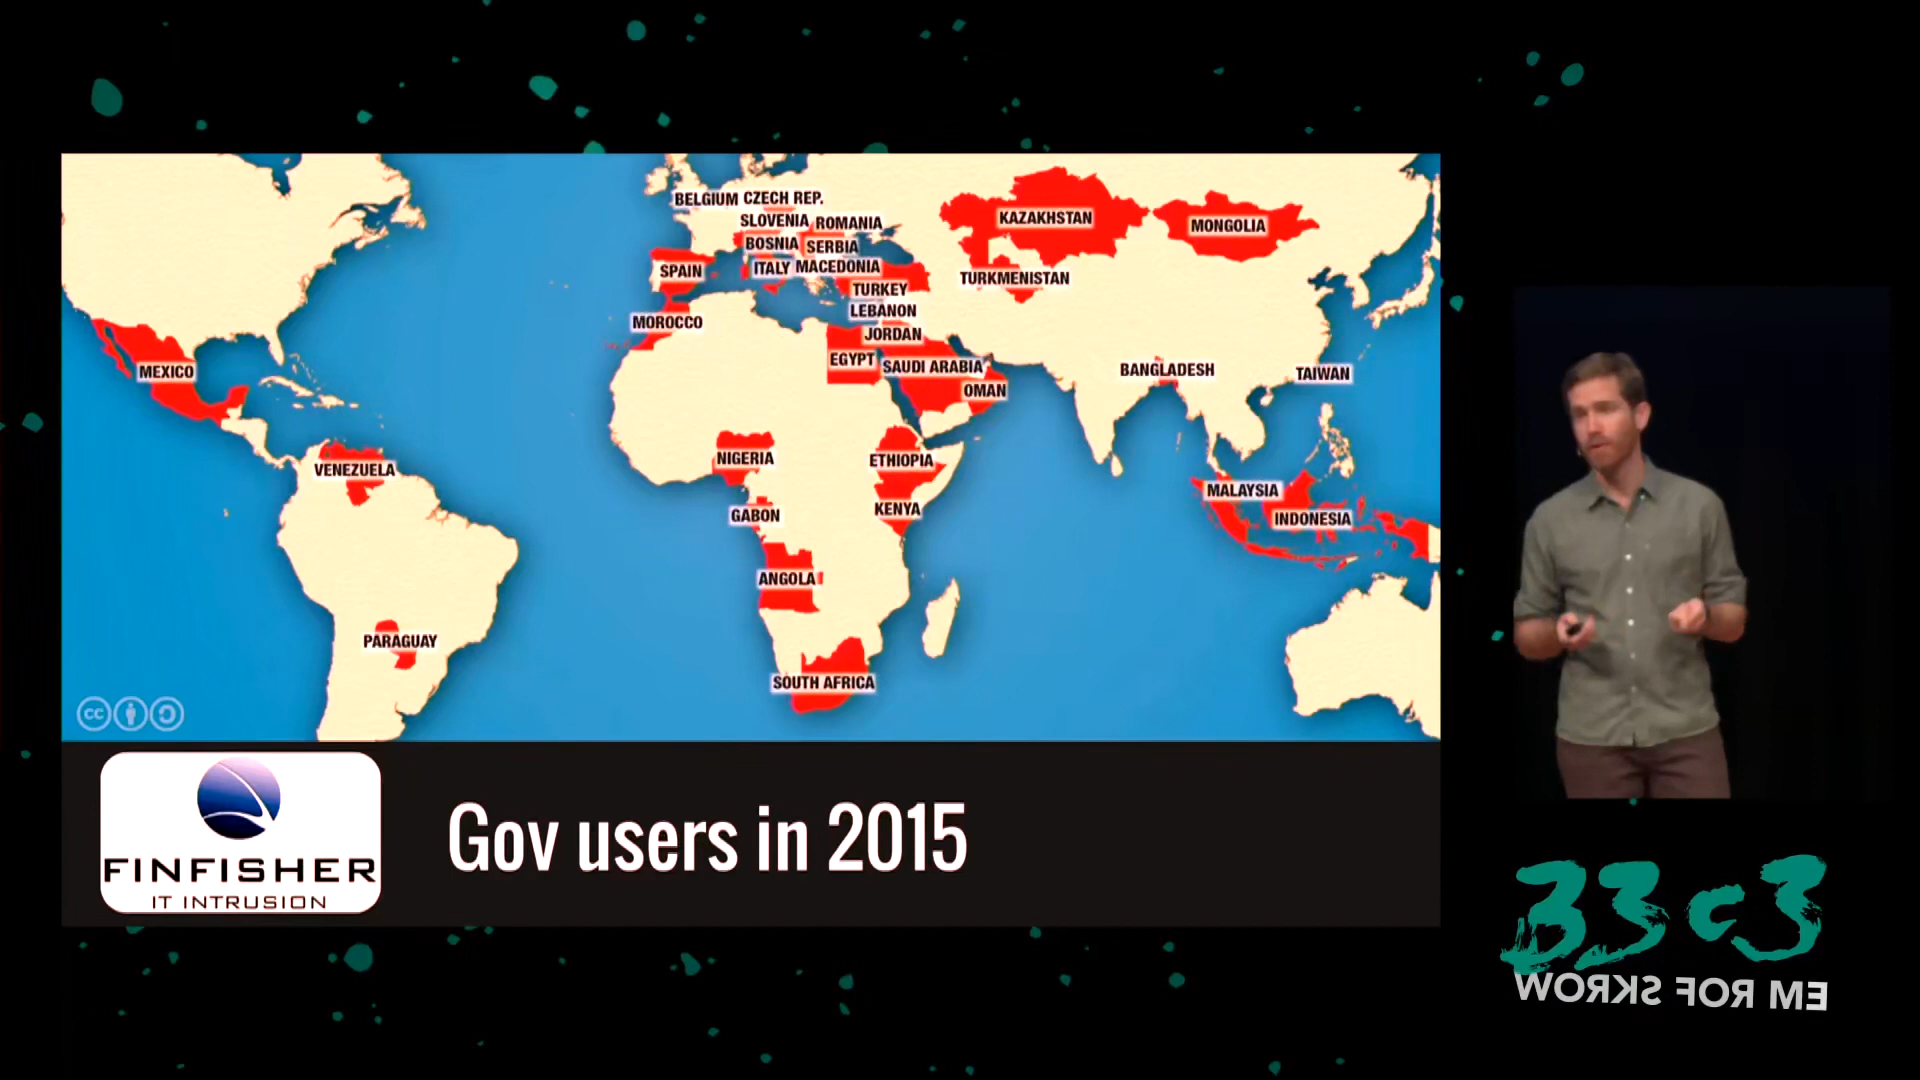 BELGIUM CZECH REP.
SLOVENIA ROMANIA
BOSNIA SERBIA
ITALY MACEDONIA
SPAIN
TURKEY
LEBANON
MOROCCO
JORDAN
EGYPT SAUDI ARABIA
OMAN
KAZAKHSTAN
MONGOLIA
TURKMENISTAN
BANGLADESH
TAIWAN
MEXICO
VENEZUELA
NIGERIA
ETHIOPIA
MALAYSIA
GABON
KENYA
INDONESIA
ANGOLA
PARAGUAY
SOUTH AFRICA
cc
FINFISHER
IT INTRUSION
Gov users in 2015
33c3
WORKS FOR ME